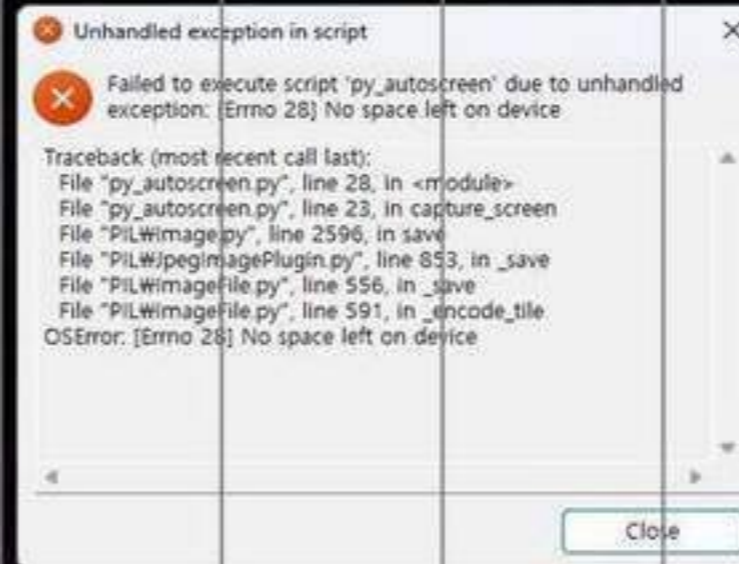 Unhandled exception in script
Failed to execute script 'py_autoscreen' due to unhandled
exception: [Errno 28] No space left on device
Traceback (most recent call last):
File "py_autoscreen.py", line 28, in <module>
File "py_autoscreen.py", line 23, in capture_screen
File "PIL₩Image.py", line 2596, in save
File "PIL₩JpegImagePlugin.py", line 853, in _save
File "PIL₩ImageFile.py", line 556, in _save
File "PIL₩ImageFile.py", line 591, in _encode_tile
OSError: [Errno 28] No space left on device
Close